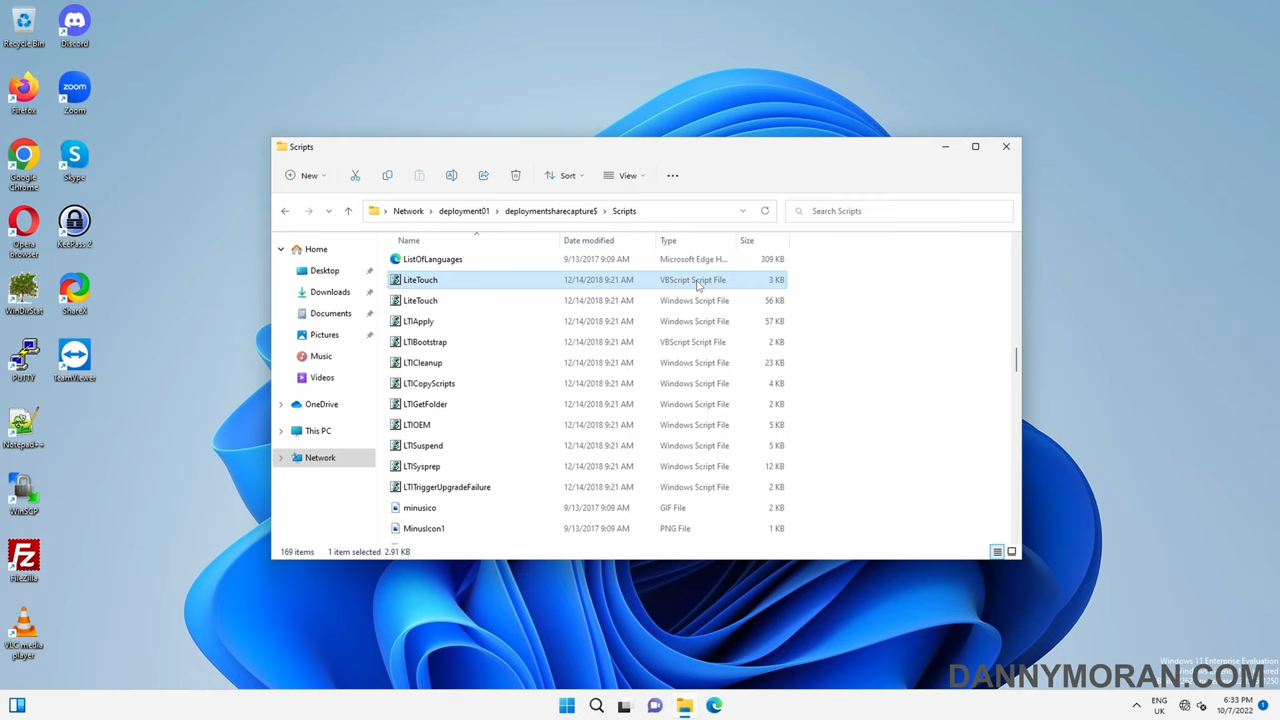 Recycle Bin
Discord
Firefox
zoom
Zoom
Google Chrome
Skype
Opera browser
KeePass 2
WinDirStat
ShareX
PuTTY
TeamViewer
Notepad++
WinSCP
FileZilla
VLC media player
Scripts
New
Sort
View
Network
deployment01
deploymentsharecapture$
Scripts
Search Scripts
Home
Desktop
Downloads
Documents
Pictures
Music
Videos
OneDrive
This PC
Network
Name Date modified Type Size
ListOfLanguages 9/13/2017 9:09 AM Microsoft Edge H... 309 KB
LiteTouch 12/14/2018 9:21 AM VBScript Script File 3 KB
LiteTouch 12/14/2018 9:21 AM Windows Script File 56 KB
LTIApply 12/14/2018 9:21 AM Windows Script File 57 KB
LTIBootstrap 12/14/2018 9:21 AM VBScript Script File 2 KB
LTICleanup 12/14/2018 9:21 AM Windows Script File 23 KB
LTICopyScripts 12/14/2018 9:21 AM Windows Script File 4 KB
LTIGetFolder 12/14/2018 9:21 AM Windows Script File 2 KB
LTIOEM 12/14/2018 9:21 AM Windows Script File 5 KB
LTISuspend 12/14/2018 9:21 AM Windows Script File 5 KB
LTISysprep 12/14/2018 9:21 AM Windows Script File 12 KB
LTITriggerUpgradeFailure 12/14/2018 9:21 AM Windows Script File 2 KB
minusico 9/13/2017 9:09 AM GIF File 2 KB
MinusIcon1 9/13/2017 9:09 AM PNG File 1 KB
169 items 1 item selected 2.91 KB
Windows 11 Enterprise Evaluation
DANNYMORAN.COM
ENG
UK
6:33 PM
10/7/2022